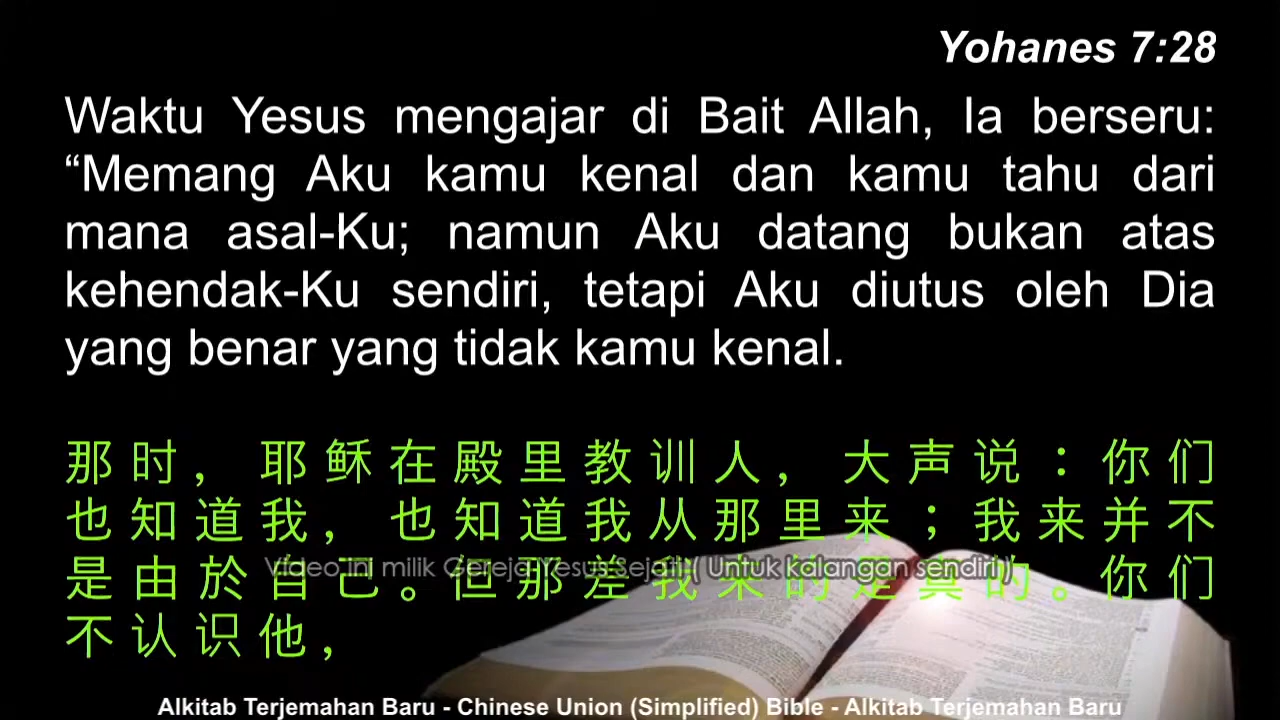 Yohanes 7:28
Waktu Yesus mengajar di Bait Allah, Ia berseru:
“Memang Aku kamu kenal dan kamu tahu dari
mana asal-Ku; namun Aku datang bukan atas
kehendak-Ku sendiri, tetapi Aku diutus oleh Dia
yang benar yang tidak kamu kenal.
那时，耶稣在殿里教训人，大声说：你们
也知道我，也知道我从那里来；我来并不
是由於自己。但那差我来的是真的。你们
不认识他，
Video ini milik Gereja Yesus Sejati ( Untuk kalangan sendiri )
Alkitab Terjemahan Baru - Chinese Union (Simplified) Bible - Alkitab Terjemahan Baru